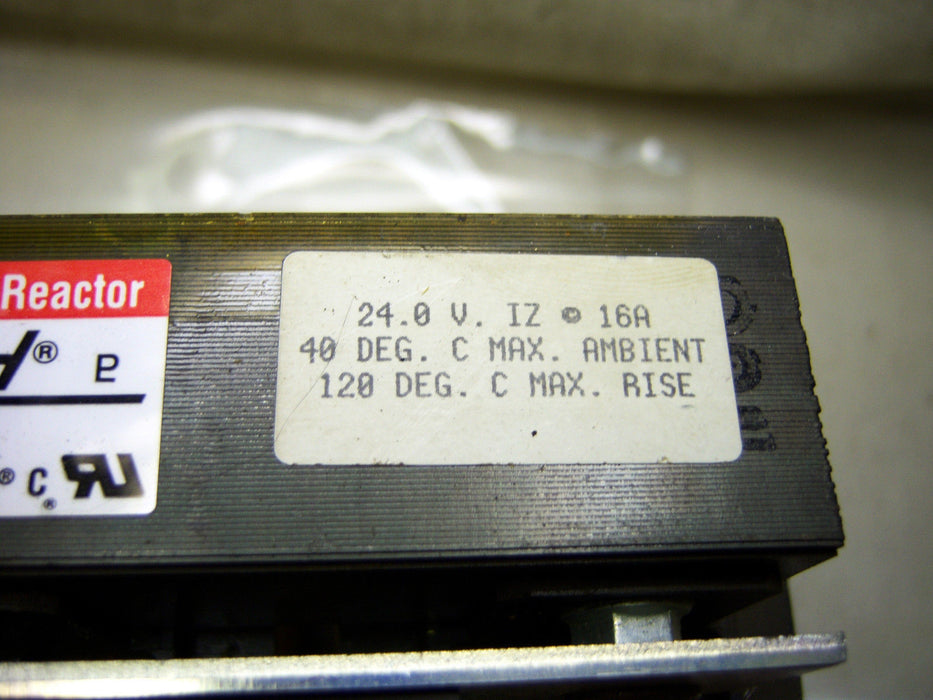 Reactor
24.0 V. IZ @ 16A
40 DEG. C MAX. AMBIENT
120 DEG. C MAX. RISE
® C ®